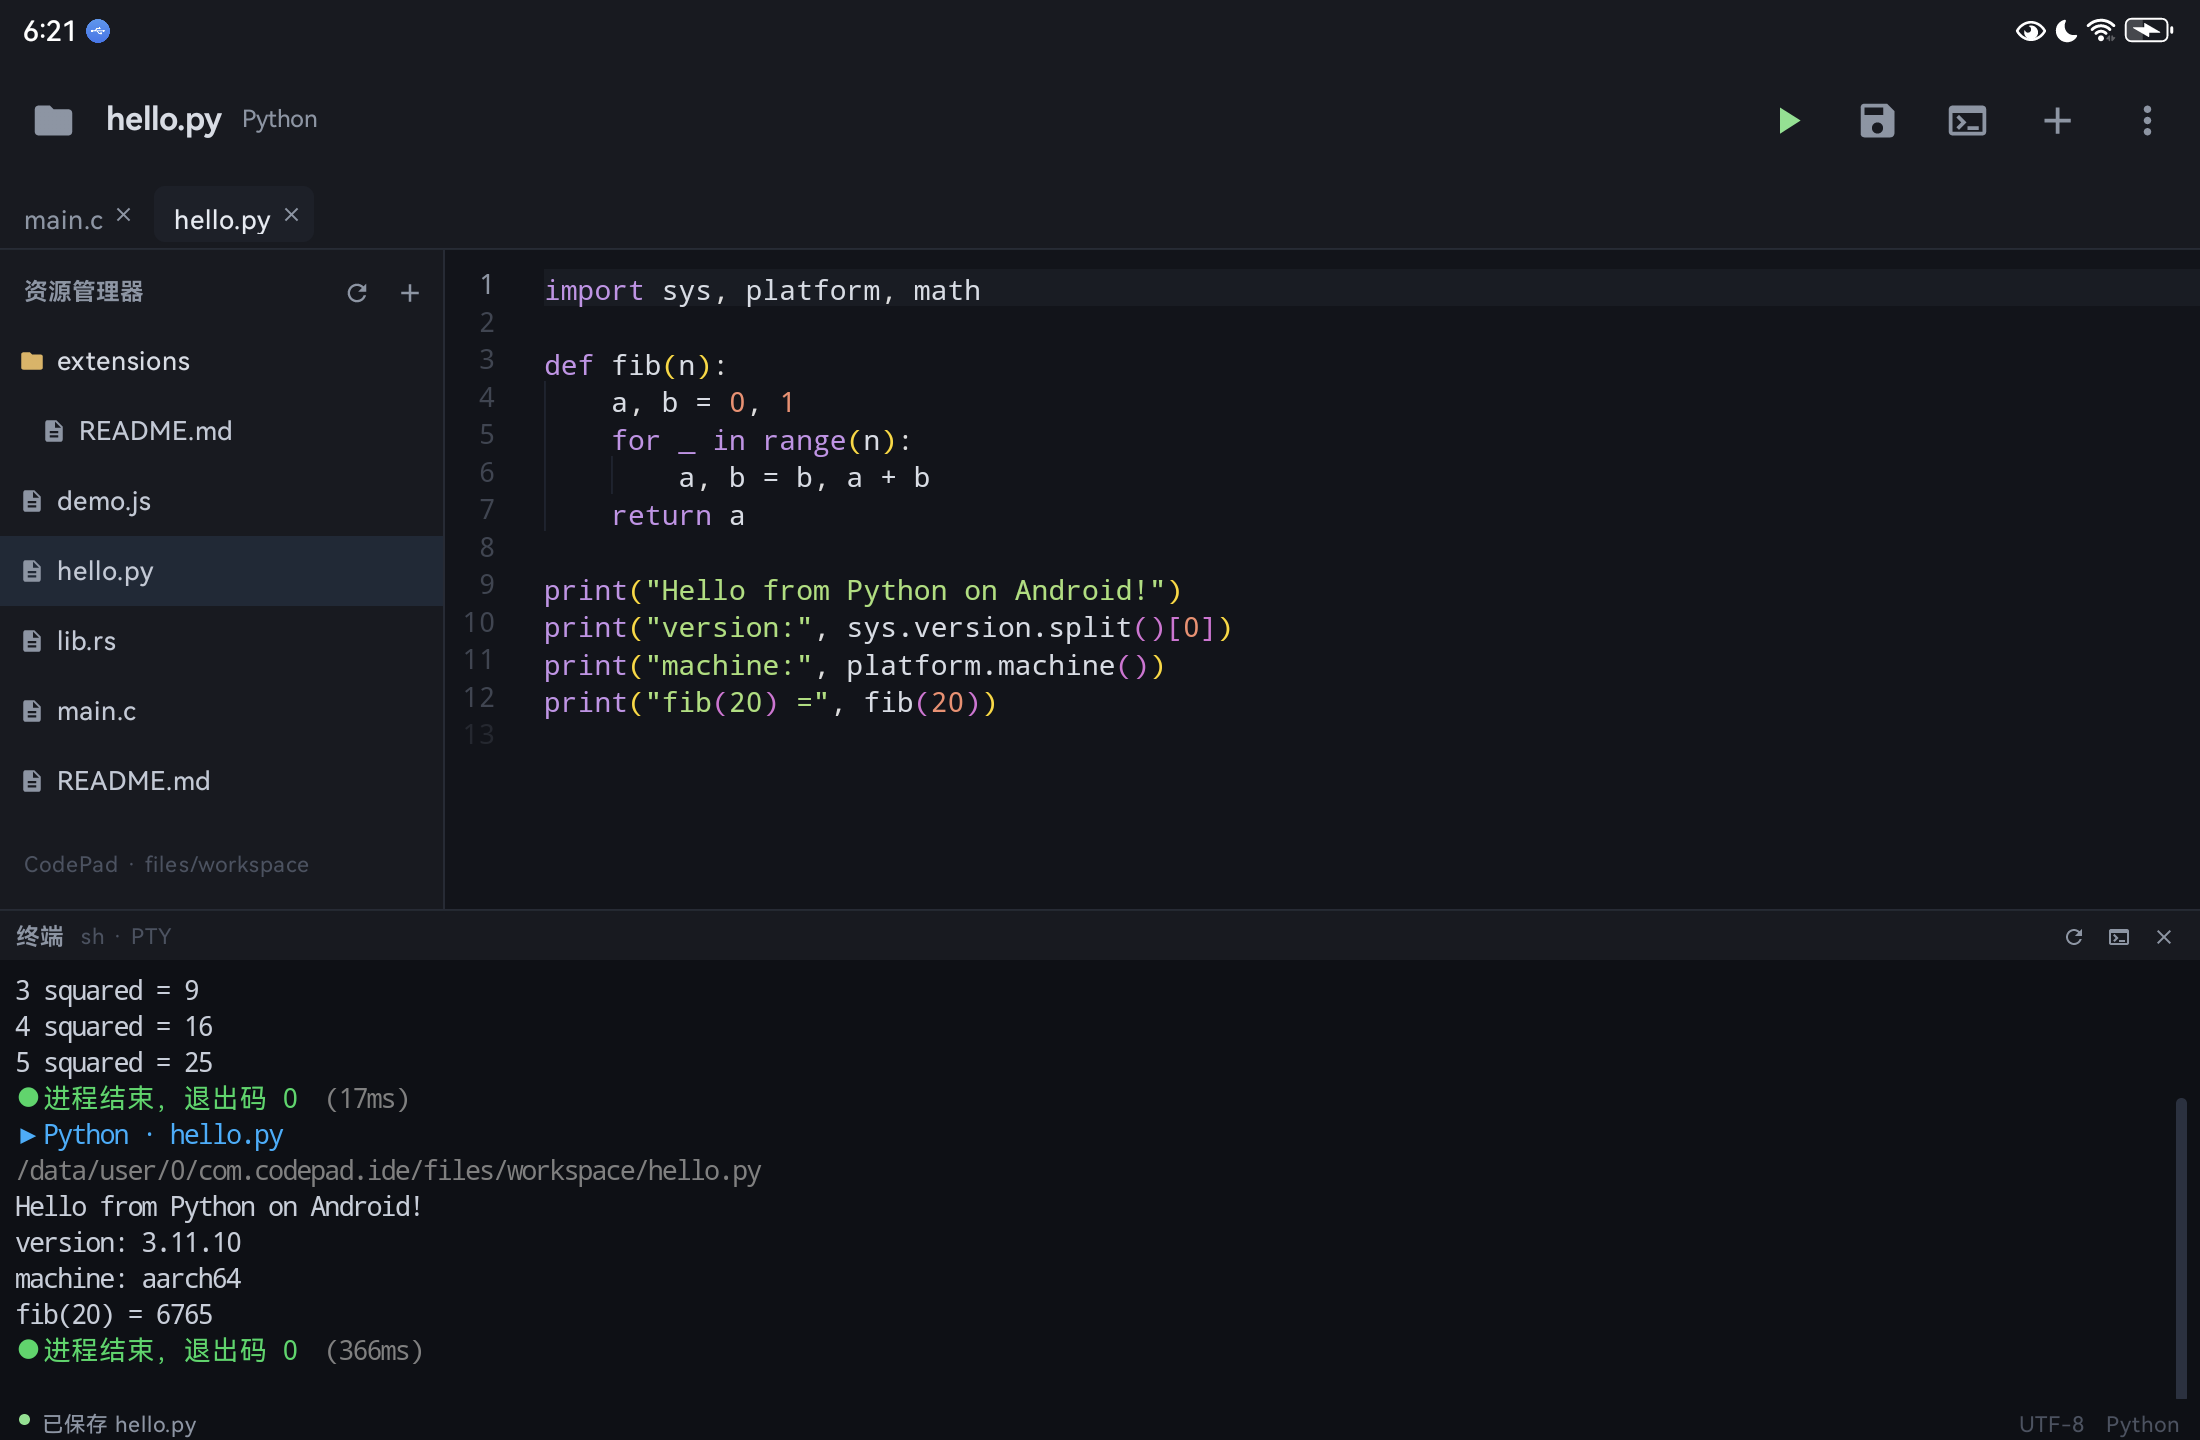 6:21
hello.py Python
main.c
hello.py
资源管理器
extensions
README.md
demo.js
hello.py
lib.rs
main.c
README.md
CodePad · files/workspace
1 import sys, platform, math
2
3 def fib(n):
4     a, b = 0, 1
5     for _ in range(n):
6         a, b = b, a + b
7     return a
8
9 print("Hello from Python on Android!")
10 print("version:", sys.version.split()[0])
11 print("machine:", platform.machine())
12 print("fib(20) =", fib(20))
13
终端 sh · PTY
3 squared = 9
4 squared = 16
5 squared = 25
进程结束, 退出码 0 (17ms)
Python · hello.py
/data/user/0/com.codepad.ide/files/workspace/hello.py
Hello from Python on Android!
version: 3.11.10
machine: aarch64
fib(20) = 6765
进程结束, 退出码 0 (366ms)
已保存 hello.py
UTF-8 Python